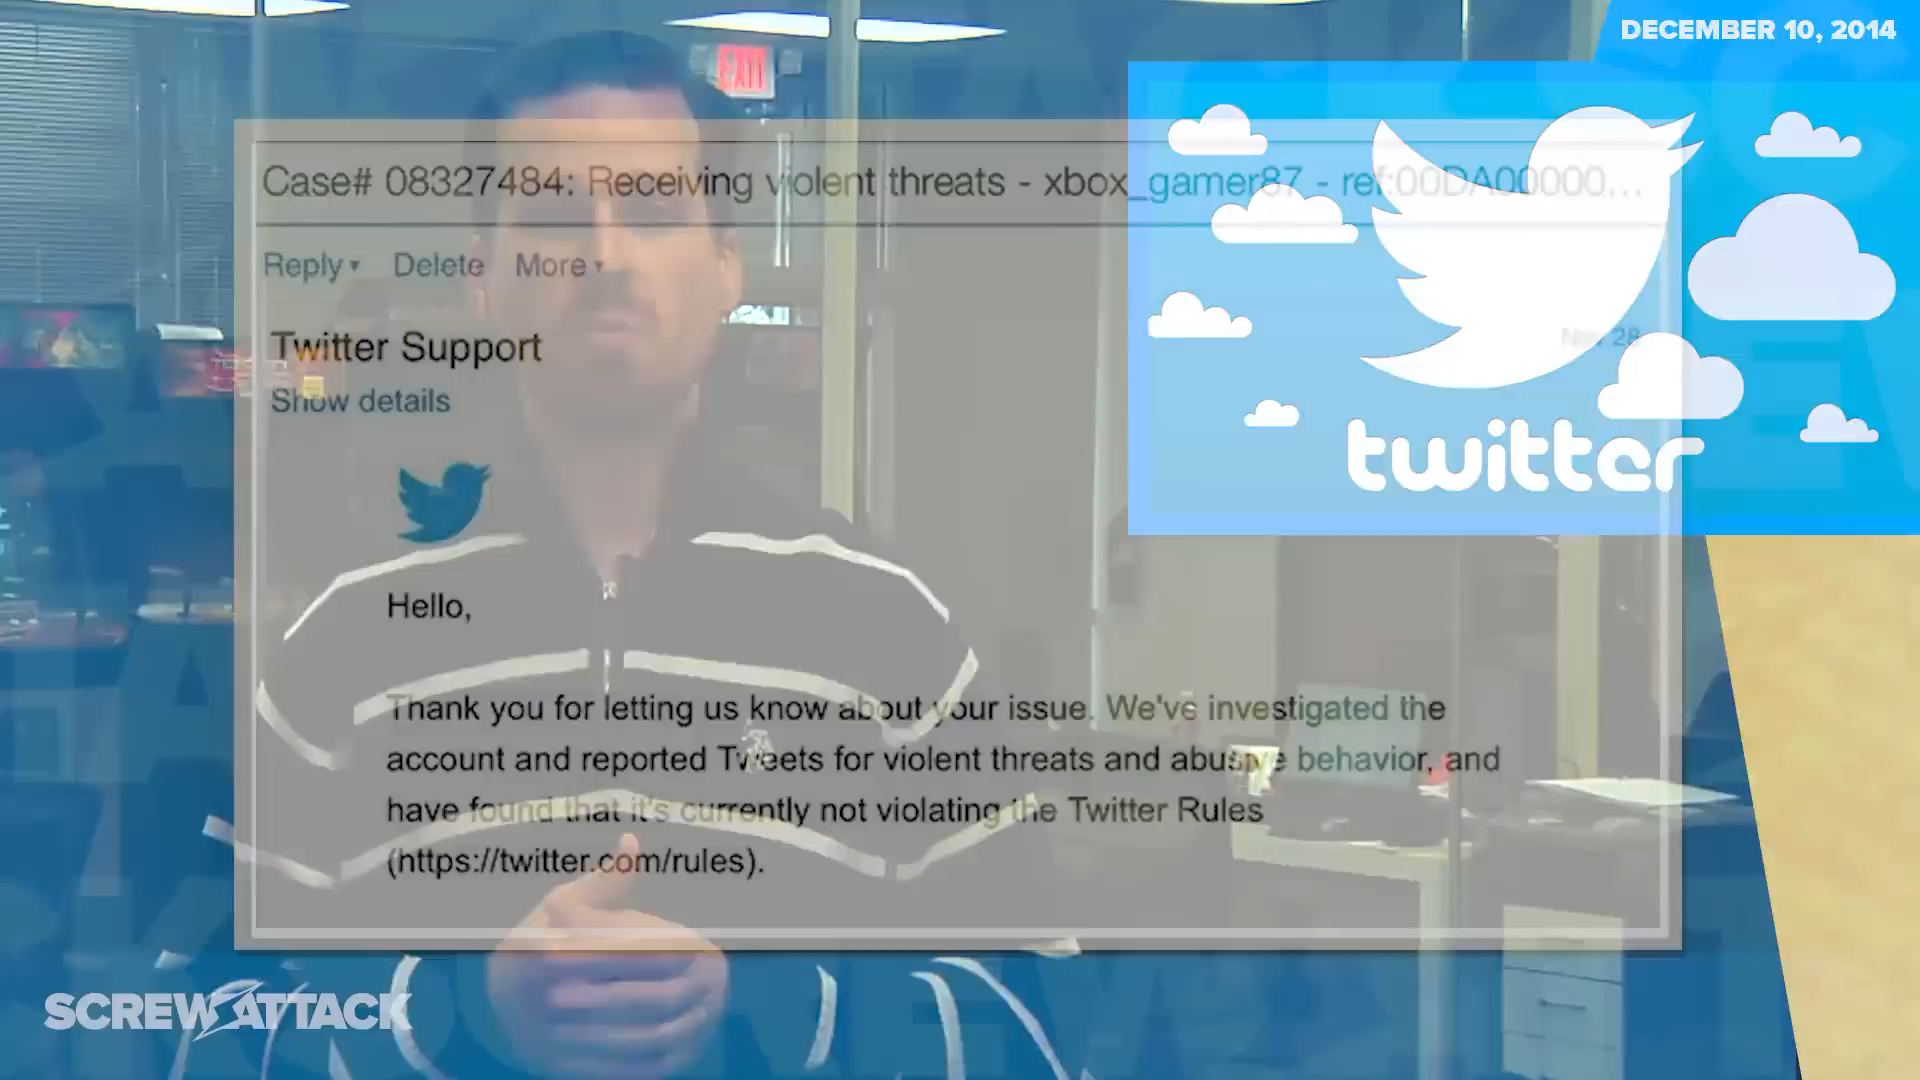 DECEMBER 10, 2014
EXIT
Case# 08327484: Receiving violent threats - xbox_gamer87 - ref:00DA00000...
Reply Delete More
Twitter Support
Nov 28
Show details
twitter
Hello,
Thank you for letting us know about your issue. We've investigated the
account and reported Tweets for violent threats and abusive behavior, and
have found that it's currently not violating the Twitter Rules
(https://twitter.com/rules).
SCREWATTACK